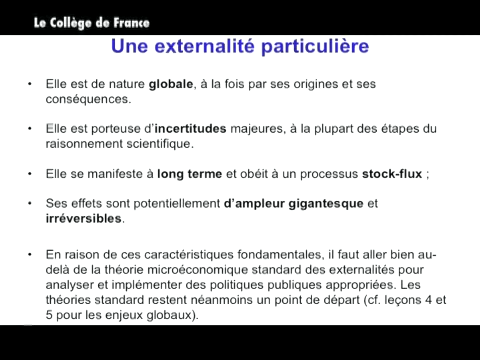 Le Collège de France
Une externalité particulière
• Elle est de nature globale, à la fois par ses origines et ses
conséquences.
• Elle est porteuse d'incertitudes majeures, à la plupart des étapes du
raisonnement scientifique.
• Elle se manifeste à long terme et obéit à un processus stock-flux ;
• Ses effets sont potentiellement d'ampleur gigantesque et
irréversibles.
• En raison de ces caractéristiques fondamentales, il faut aller bien au-
delà de la théorie microéconomique standard des externalités pour
analyser et implémenter des politiques publiques appropriées. Les
théories standard restent néanmoins un point de départ (cf. leçons 4 et
5 pour les enjeux globaux).